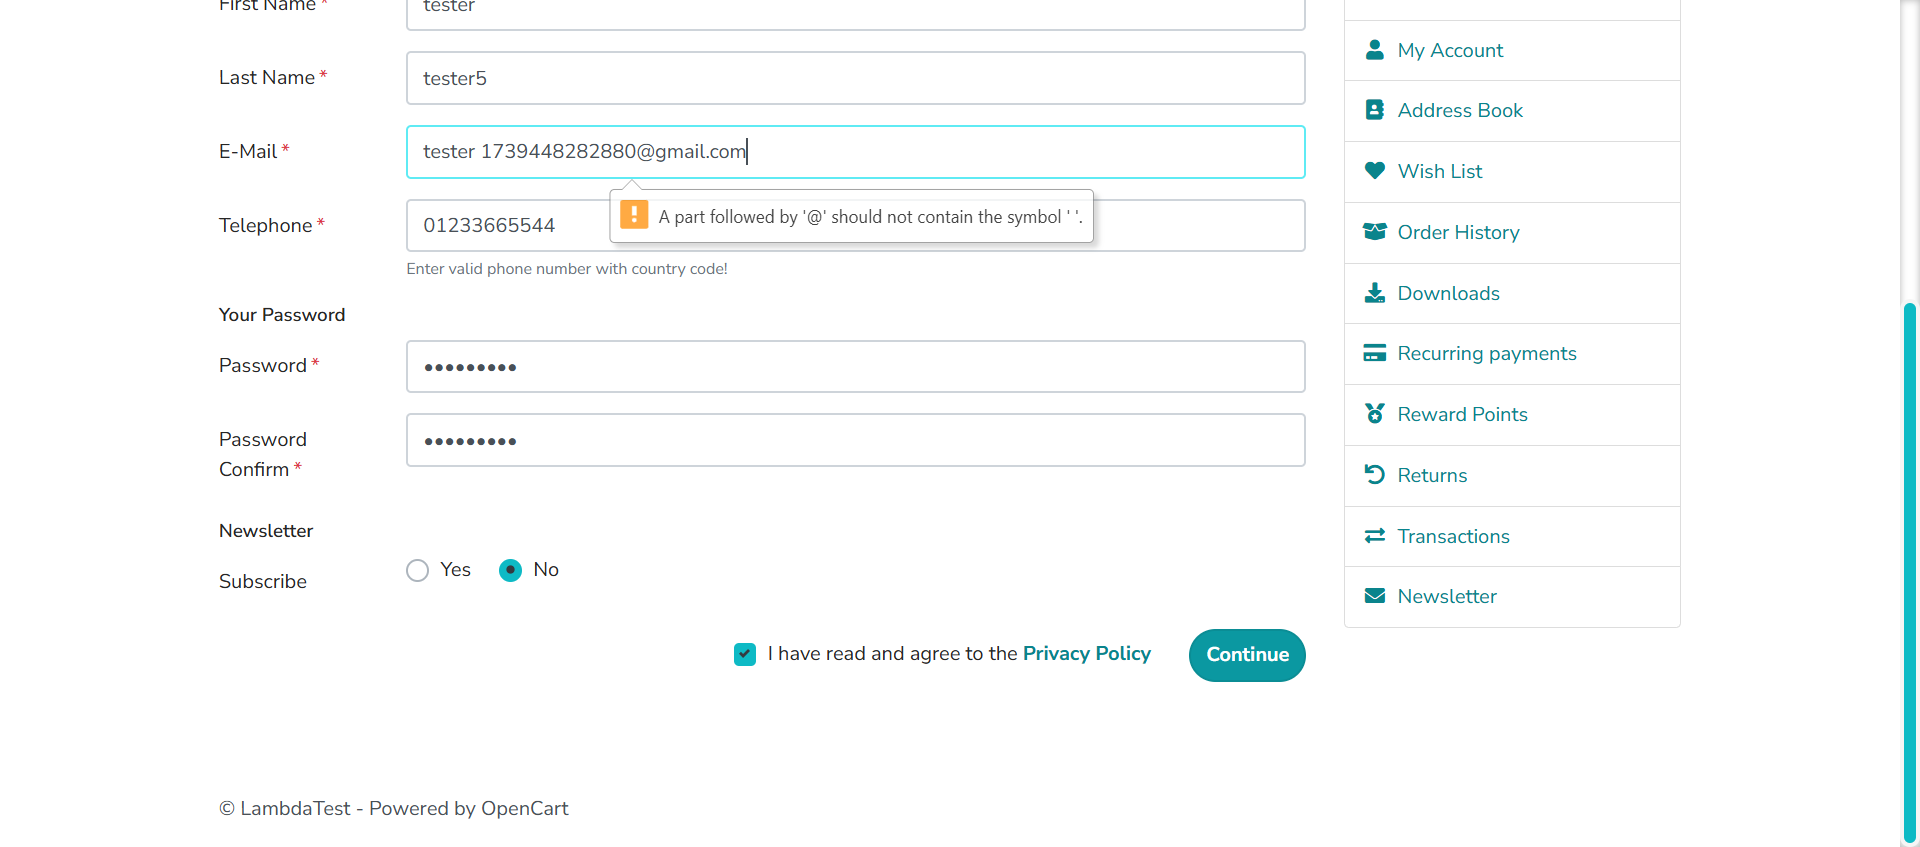 First Name *
tester
Last Name *
tester5
E-Mail *
tester 1739448282880@gmail.com
A part followed by '@' should not contain the symbol ' '.
Telephone *
01233665544
Enter valid phone number with country code!
Your Password
Password *
•••••••••
Password
Confirm *
•••••••••
Newsletter
Subscribe
Yes
No
I have read and agree to the Privacy Policy
Continue
My Account
Address Book
Wish List
Order History
Downloads
Recurring payments
Reward Points
Returns
Transactions
Newsletter
© LambdaTest - Powered by OpenCart